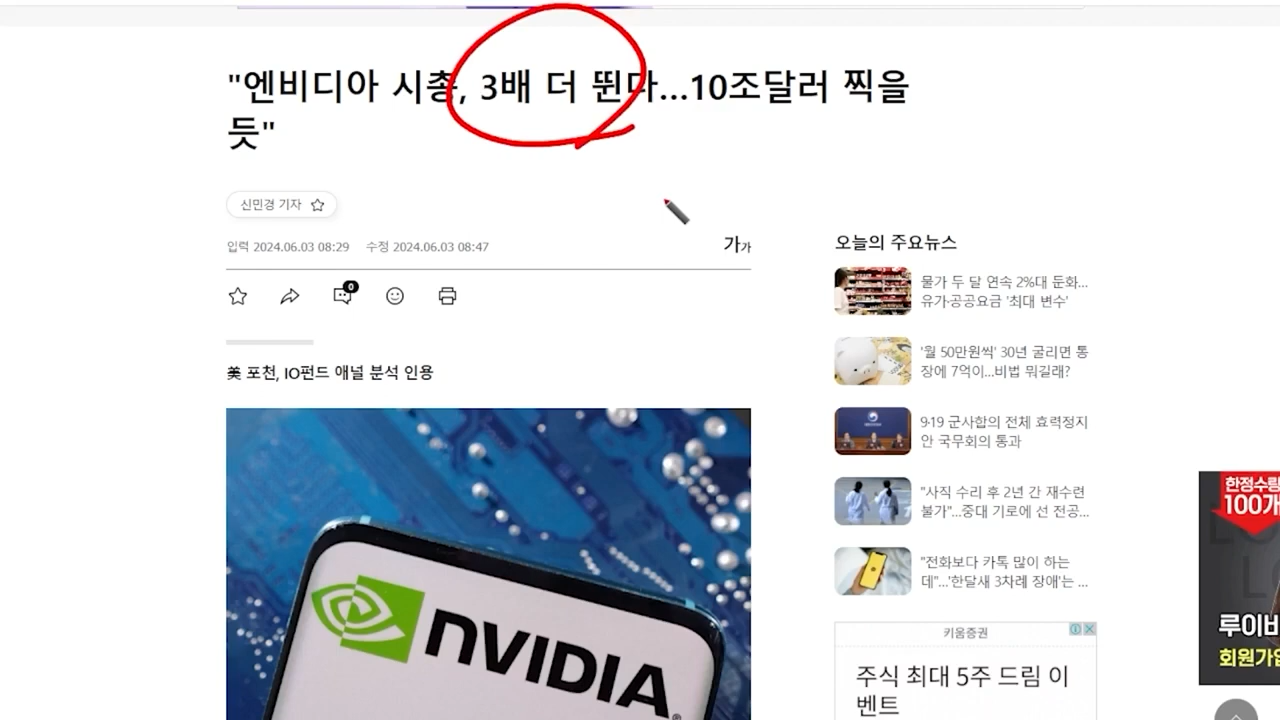 "엔비디아 시총, 3배 더 뛴다...10조달러 찍을
듯"
신민경 기자
입력 2024.06.03 08:29 수정 2024.06.03 08:47
가가
0
美 포천, IO펀드 애널 분석 인용
NVIDIA
오늘의 주요뉴스
물가 두 달 연속 2%대 둔화...
유가·공공요금 '최대 변수'
'월 50만원씩' 30년 굴리면 통
장에 7억이...비법 뭐길래?
9·19 군사합의 전체 효력정지
안 국무회의 통과
"사직 수리 후 2년 간 재수련
불가"...중대 기로에 선 전공...
"전화보다 카톡 많이 하는
데"...'한달새 3차례 장애'는 ...
키움증권
주식 최대 5주 드림 이
벤트
한정수량
100개
루이비
회원가입